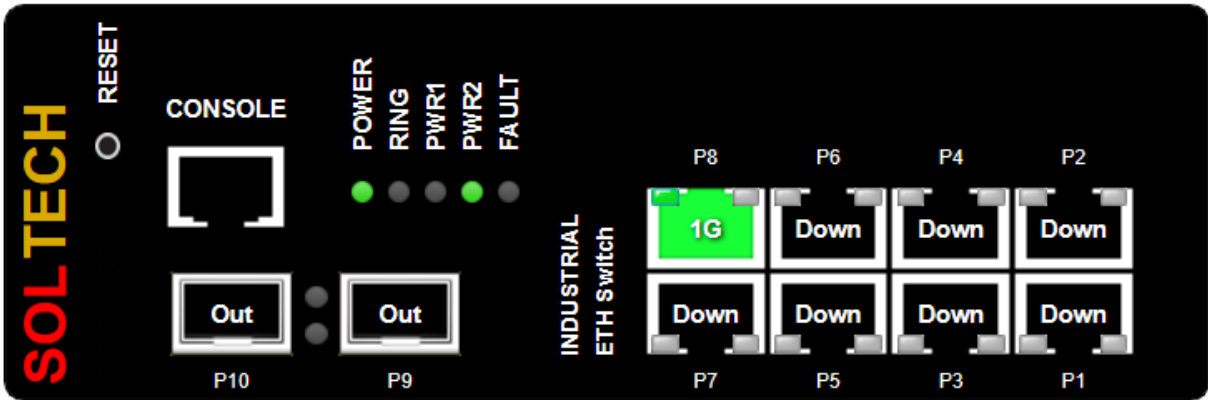 SOLTECH
RESET
CONSOLE
POWER
RING
PWR1
PWR2
FAULT
Out
Out
P10
P9
INDUSTRIAL
ETH Switch
P8 P6 P4 P2
1G Down Down Down
Down Down Down Down
P7 P5 P3 P1